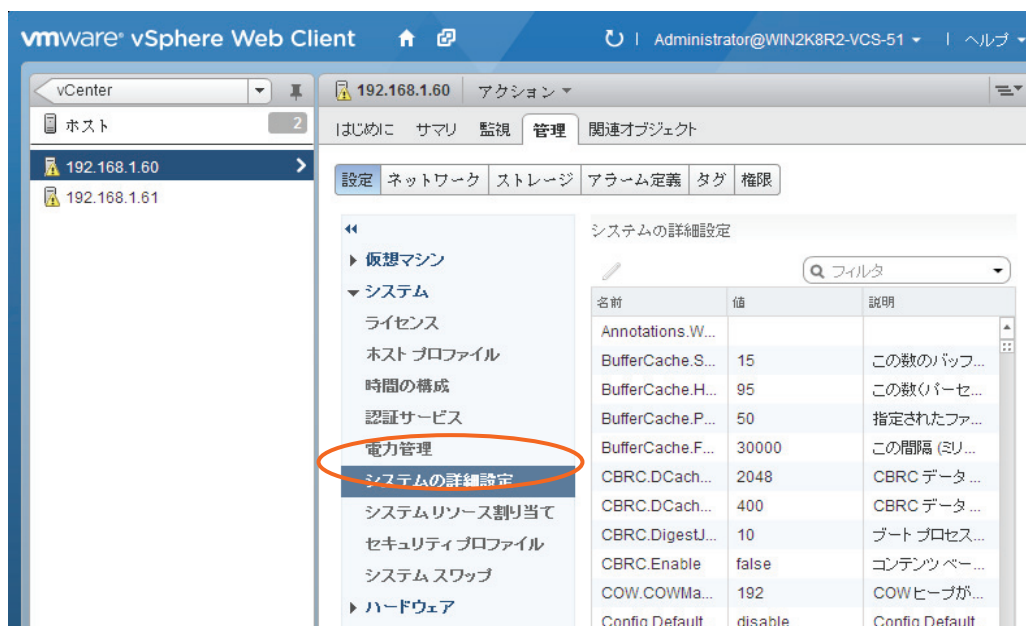 vmware vSphere Web Client
Administrator@WIN2K8R2-VCS-51
ヘルプ
vCenter
ホスト 2
192.168.1.60
192.168.1.61
192.168.1.60 アクション
はじめに サマリ 監視 管理 関連オブジェクト
設定 ネットワーク ストレージ アラーム定義 タグ 権限
仮想マシン
システム
ライセンス
ホスト プロファイル
時間の構成
認証サービス
電力管理
システムの詳細設定
システム リソース割り当て
セキュリティ プロファイル
システム スワップ
ハードウェア
システムの詳細設定
フィルタ
名前 値 説明
Annotations.W...
BufferCache.S... 15 この数のバッフ...
BufferCache.H... 95 この数(パーセ...
BufferCache.P... 50 指定されたファ...
BufferCache.F... 30000 この間隔 (ミリ...
CBRC.DCach... 2048 CBRC データ ...
CBRC.DCach... 400 CBRC データ ...
CBRC.DigestJ... 10 ブート プロセス...
CBRC.Enable false コンテンツ ベー...
COW.COWMa... 192 COW ヒープが...
Config.Default... disable Config.Default...